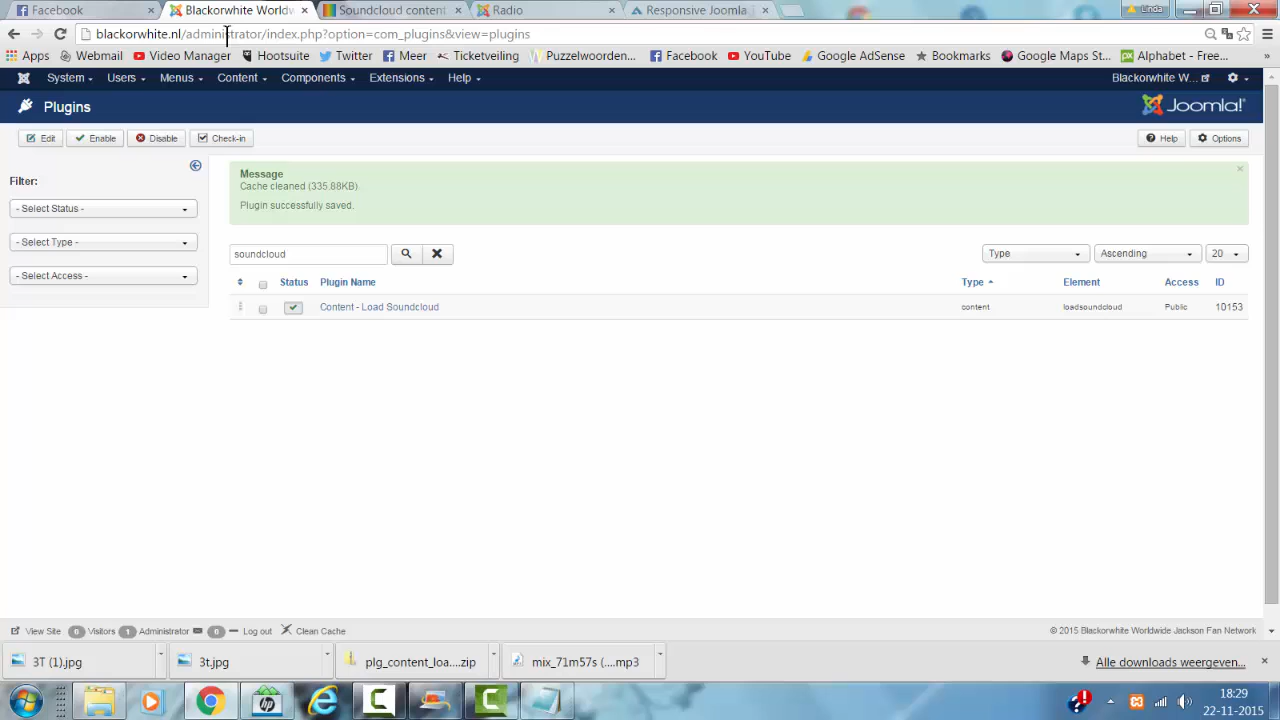 Facebook × Blackorwhite Worldw × Soundcloud content × Radio × Responsive Joomla × Linda
blackorwhite.nl/administrator/index.php?option=com_plugins&view=plugins
Apps Webmail Video Manager Hootsuite Twitter Facebook Meer Ticketveiling Puzzelwoorden... YouTube Google AdSense Bookmarks Google Maps St... Alphabet - Free... »
System Users Menus Content Components Extensions Help Blackorwhite W...
Plugins Joomla!
Edit Enable Disable Check-in Help Options
Filter:
- Select Status -
- Select Type -
- Select Access -
Message ×
Cache cleaned (335.88KB).
Plugin successfully saved.
soundcloud Type Ascending 20
Status Plugin Name Type Element Access ID
Content - Load Soundcloud content loadsoundcloud Public 10153
View Site 0 Visitors 1 Administrator 0 Log out Clean Cache © 2015 Blackorwhite Worldwide Jackson Fan Network
3T (1).jpg 3t.jpg plg_content_loa....zip mix_71m57s (....mp3 Alle downloads weergeven... ×
18:29
22-11-2015